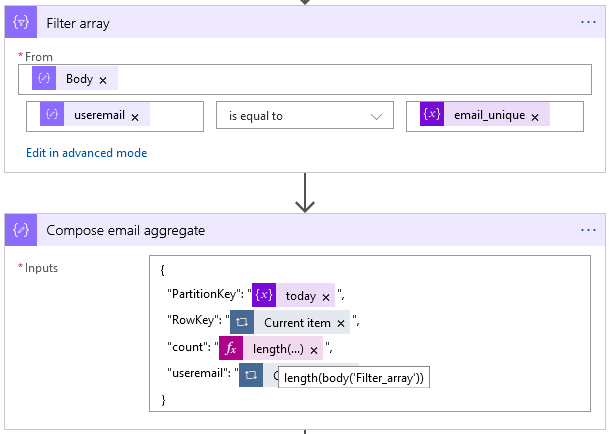 Filter array
* From
Body ×
useremail ×
is equal to
{x} email_unique ×
Edit in advanced mode
Compose email aggregate
* Inputs
{
"PartitionKey": "{x} today ×",
"RowKey": "Current item ×",
"count": "fx length(...) ×",
"useremail": "
length(body('Filter_array'))
}